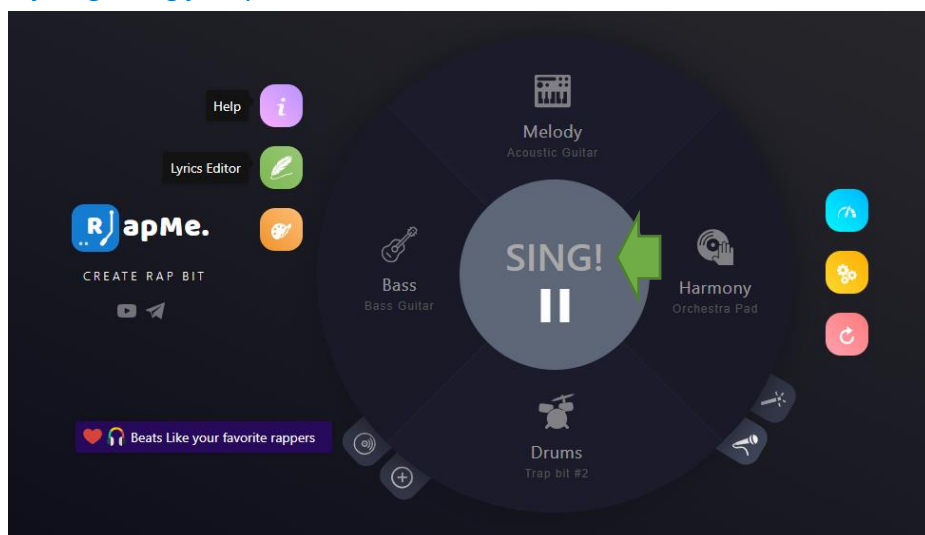 Help
Lyrics Editor
RapMe.
CREATE RAP BIT
Beats Like your favorite rappers
Melody
Acoustic Guitar
SING!
Bass
Bass Guitar
Harmony
Orchestra Pad
Drums
Trap bit #2